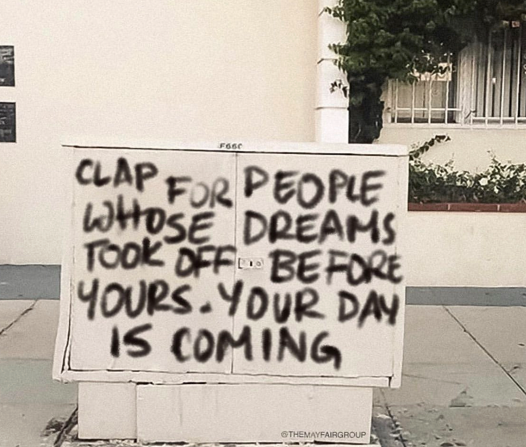 F66C
CLAP FOR PEOPLE
WHOSE DREAMS
TOOK OFF BEFORE
YOURS. YOUR DAY
IS COMING
@THEMAYFAIRGROUP